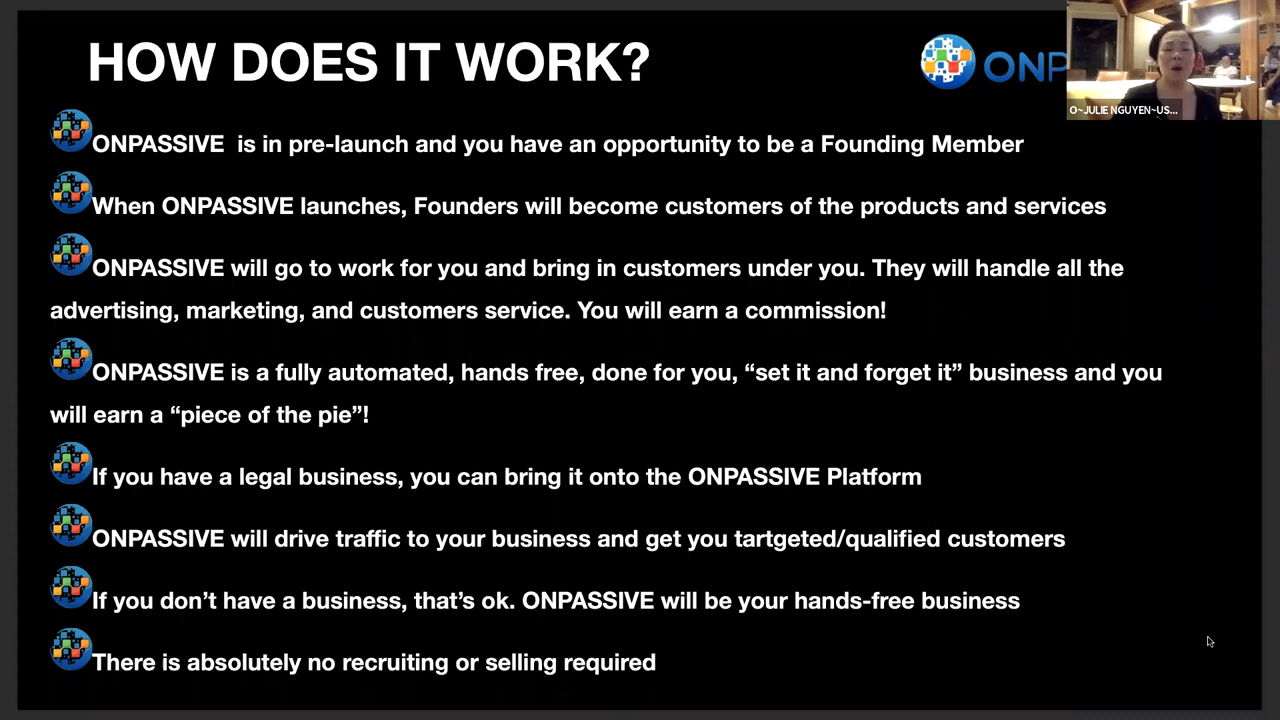 HOW DOES IT WORK?
ONP
O~JULIE NGUYEN~US...
ONPASSIVE is in pre-launch and you have an opportunity to be a Founding Member
When ONPASSIVE launches, Founders will become customers of the products and services
ONPASSIVE will go to work for you and bring in customers under you. They will handle all the
advertising, marketing, and customers service. You will earn a commission!
ONPASSIVE is a fully automated, hands free, done for you, “set it and forget it” business and you
will earn a “piece of the pie”!
If you have a legal business, you can bring it onto the ONPASSIVE Platform
ONPASSIVE will drive traffic to your business and get you tartgeted/qualified customers
If you don’t have a business, that’s ok. ONPASSIVE will be your hands-free business
There is absolutely no recruiting or selling required